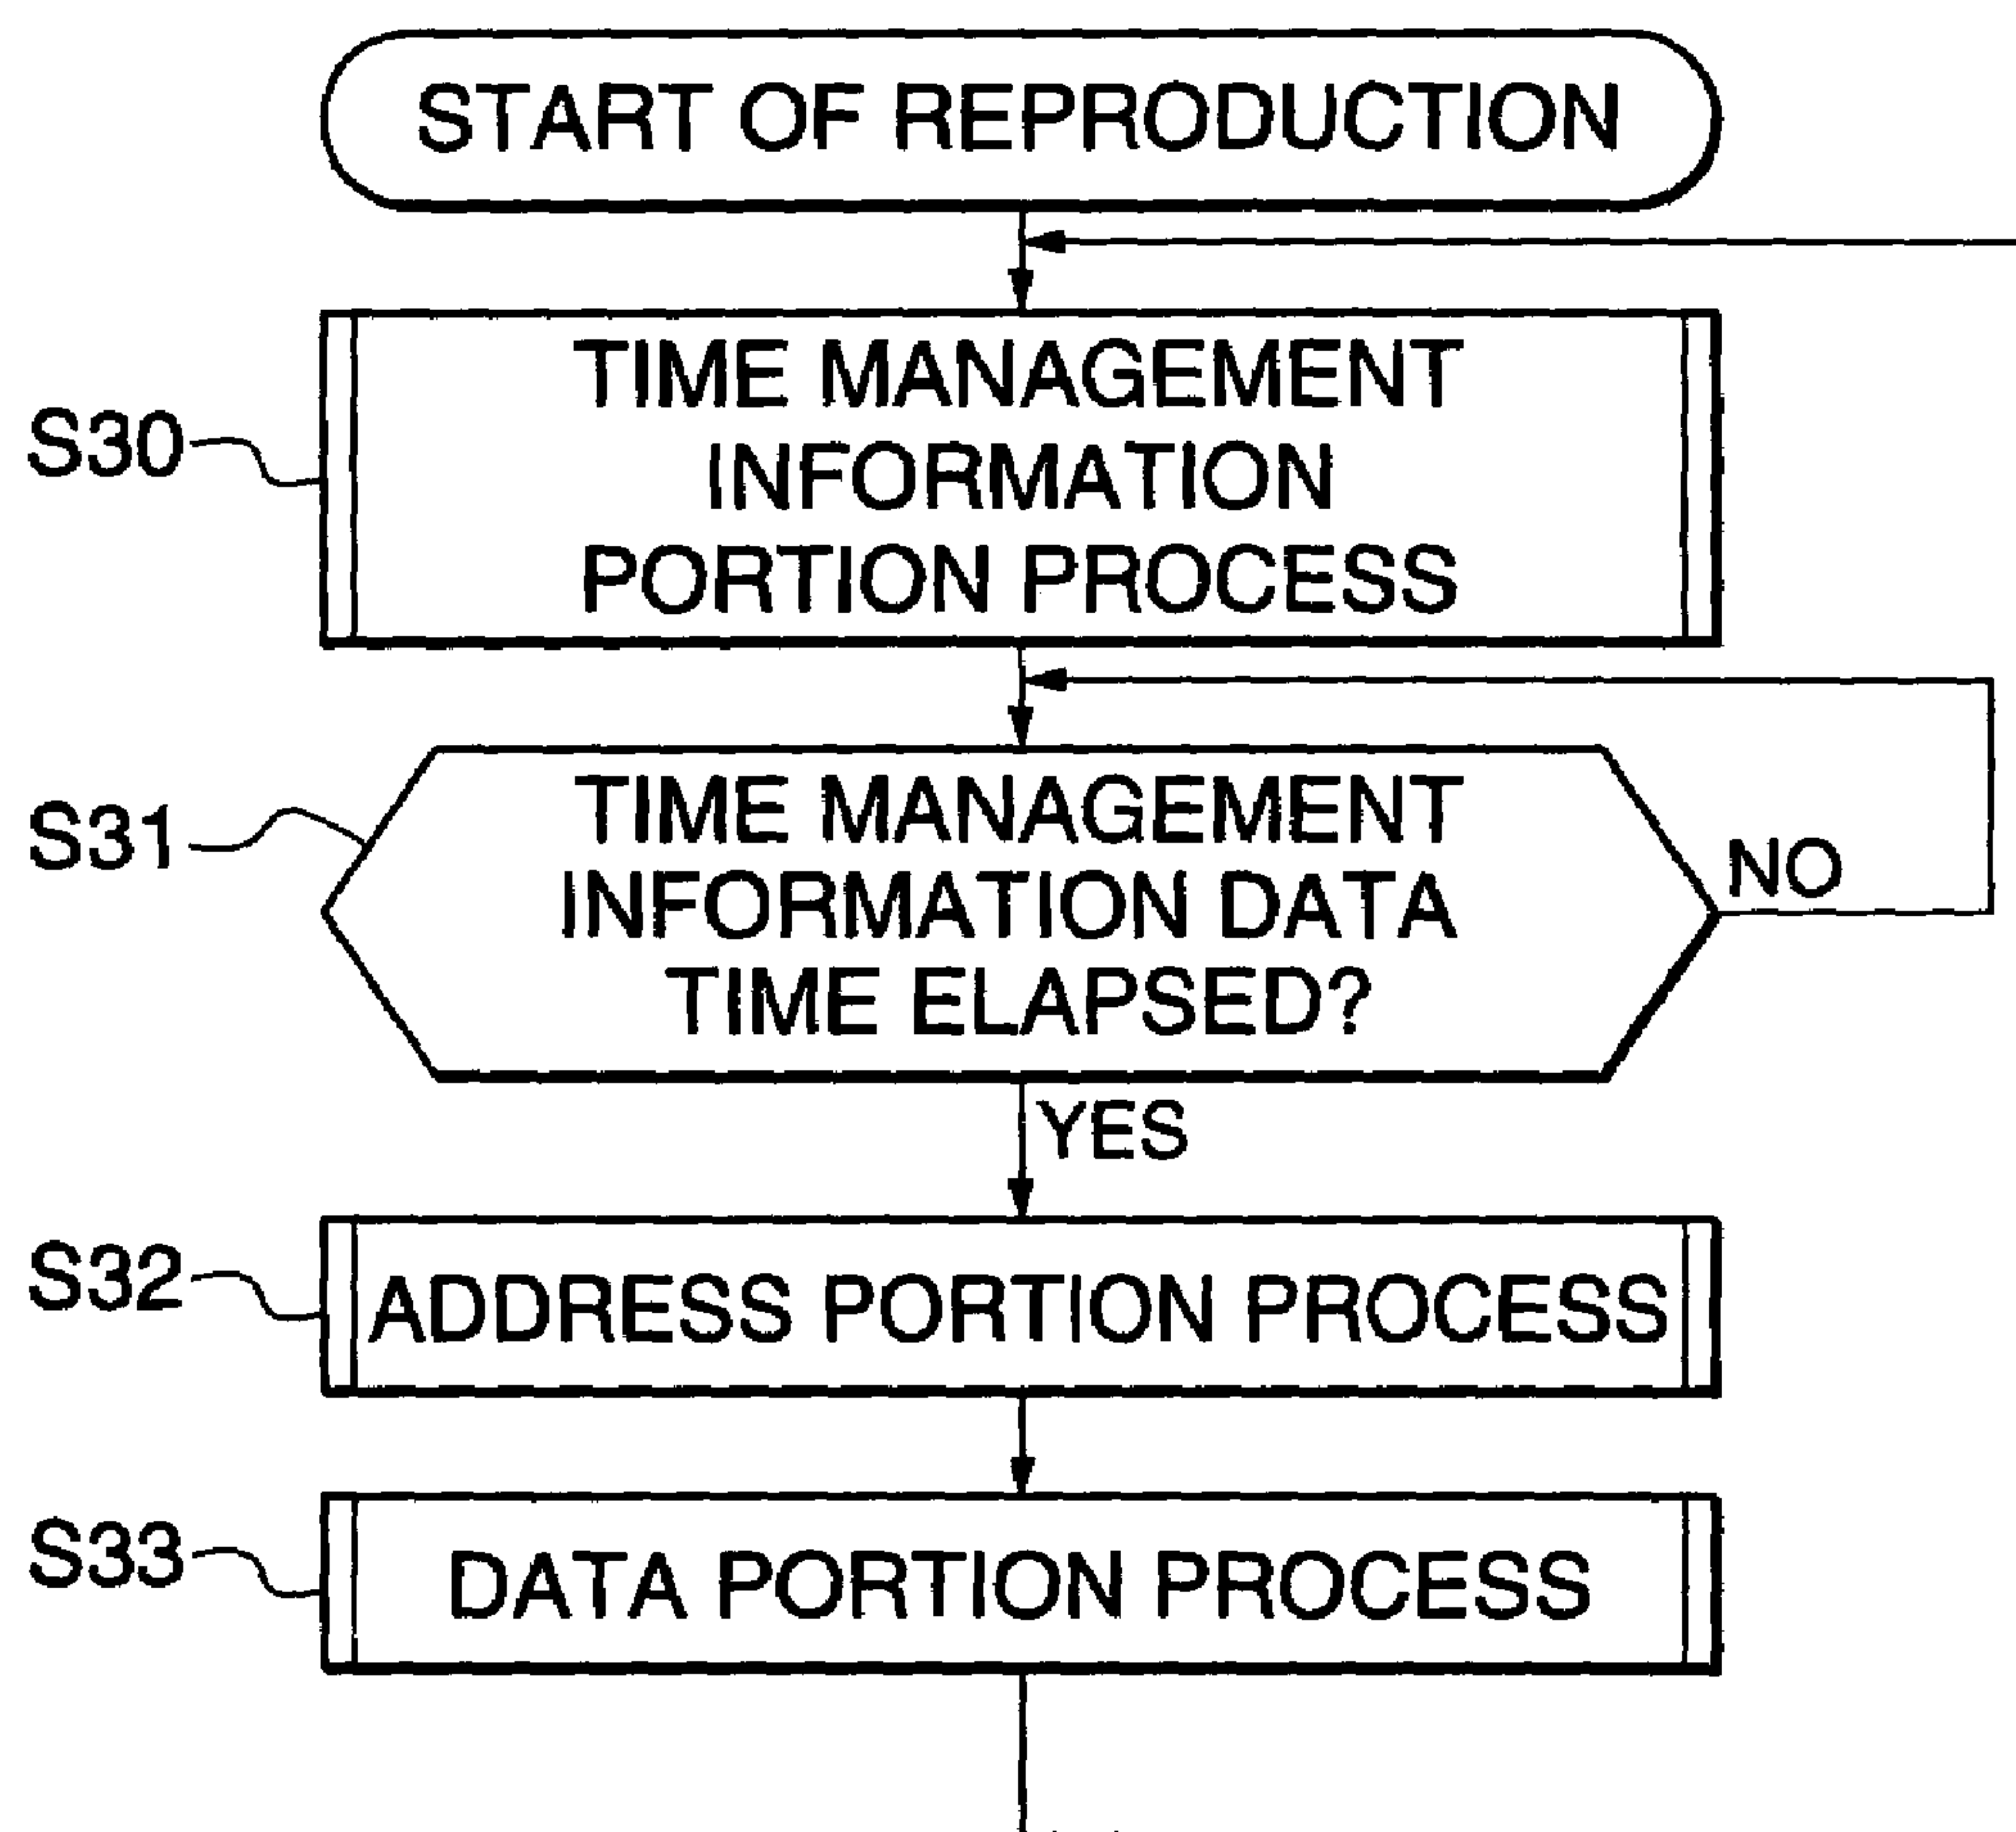 START OF REPRODUCTION
TIME MANAGEMENT
INFORMATION
PORTION PROCESS
S30
TIME MANAGEMENT
INFORMATION DATA
TIME ELAPSED?
S31
NO
YES
S32
ADDRESS PORTION PROCESS
S33
DATA PORTION PROCESS